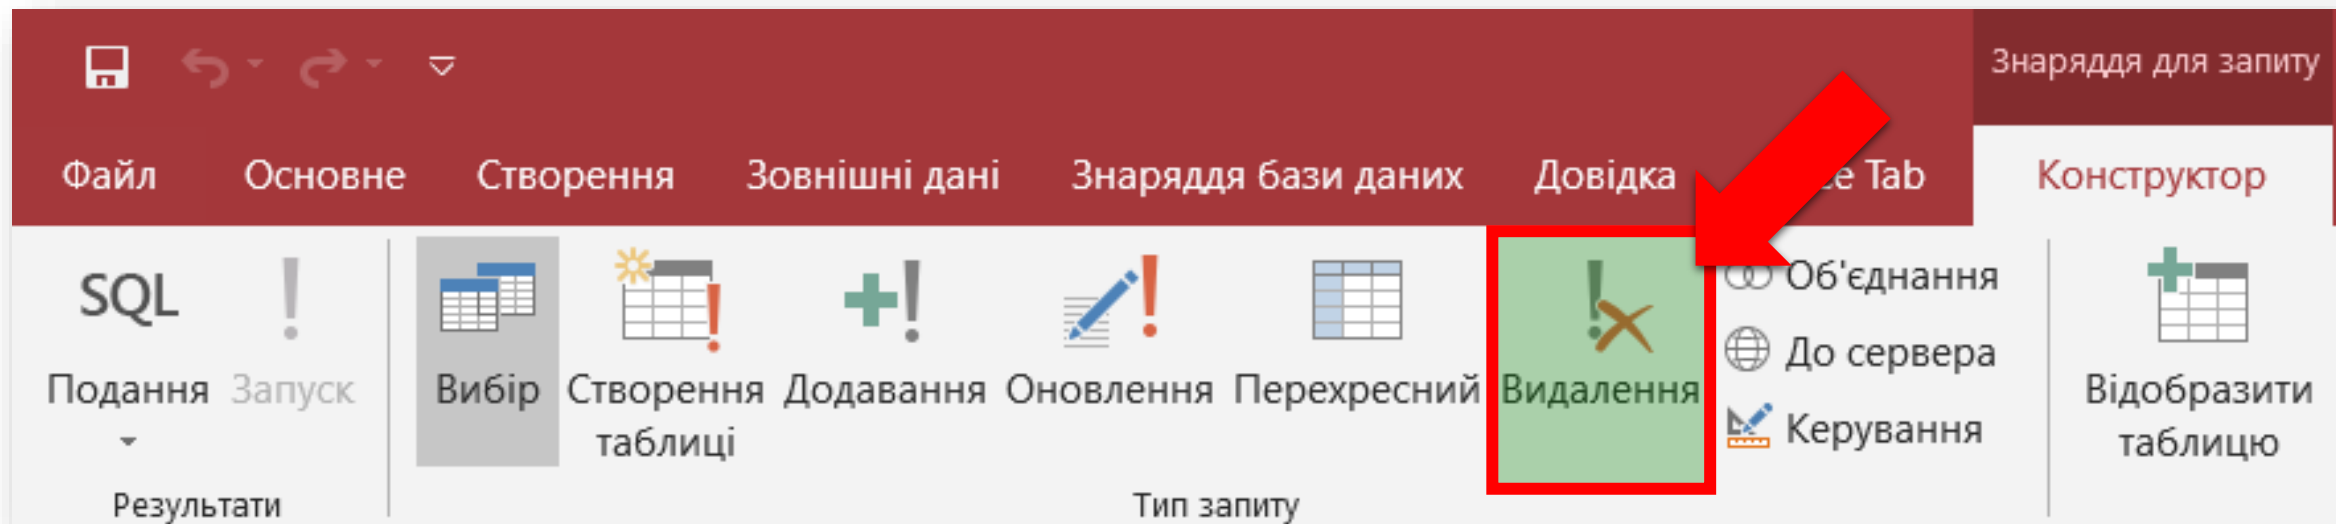 Знаряддя для запиту
Файл Основне Створення Зовнішні дані Знаряддя бази даних Довідка Tab Конструктор
SQL
Подання Запуск Вибір Створення таблиці Додавання Оновлення Перехресний Видалення
Об'єднання
До сервера
Керування
Відобразити таблицю
Результати
Тип запиту